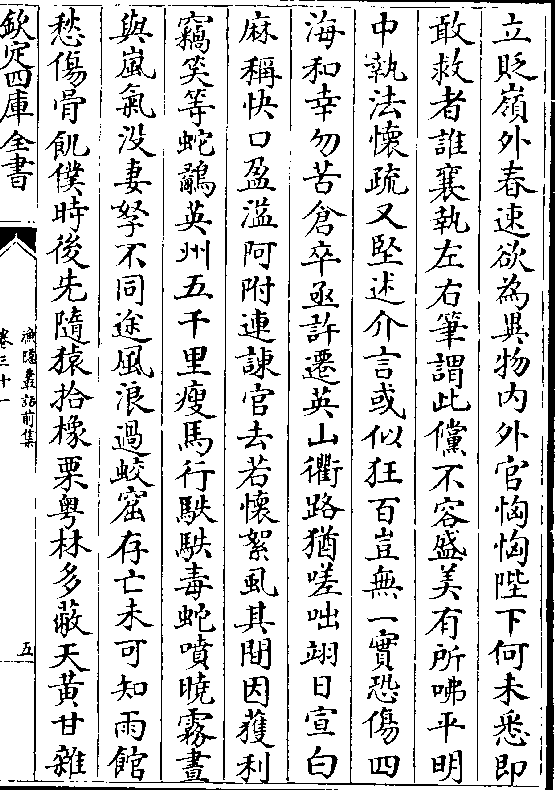 立貶嶺外春速欲為異物内外官恟恟陛下何未悉即
敢救者誰襄執左右筆謂此儻不容盛美有所咈平明
中執法懷疏又堅述介言或似狂百豈無一實恐傷四
海和幸勿苦倉卒亟許遷英山衢路猶嗟咄翊日宣白
麻稱快口盈溢阿附連諫官去若懷絮虱其間因獲利
竊笑等蛇鷸英州五千里瘦馬行駃駃毒蛇噴曉霧晝
與嵐氣没妻孥不同途風浪過蛟窟存亡未可知雨館
愁傷骨飢僕時後先隨猿拾橡栗粤林多蔽天黄甘雜
欽定四庫全書
漁隱叢話前集
卷三十一
五